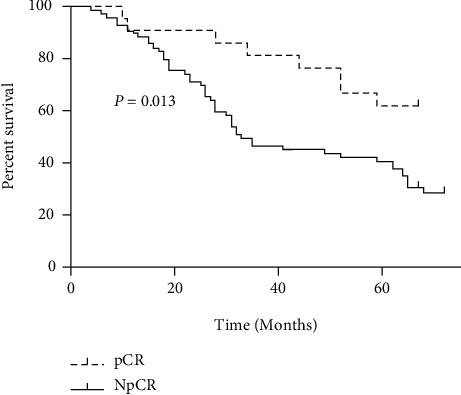 100
80
60
40
20
0
Percent survival
P = 0.013
0 20 40 60
Time (Months)
pCR
NpCR